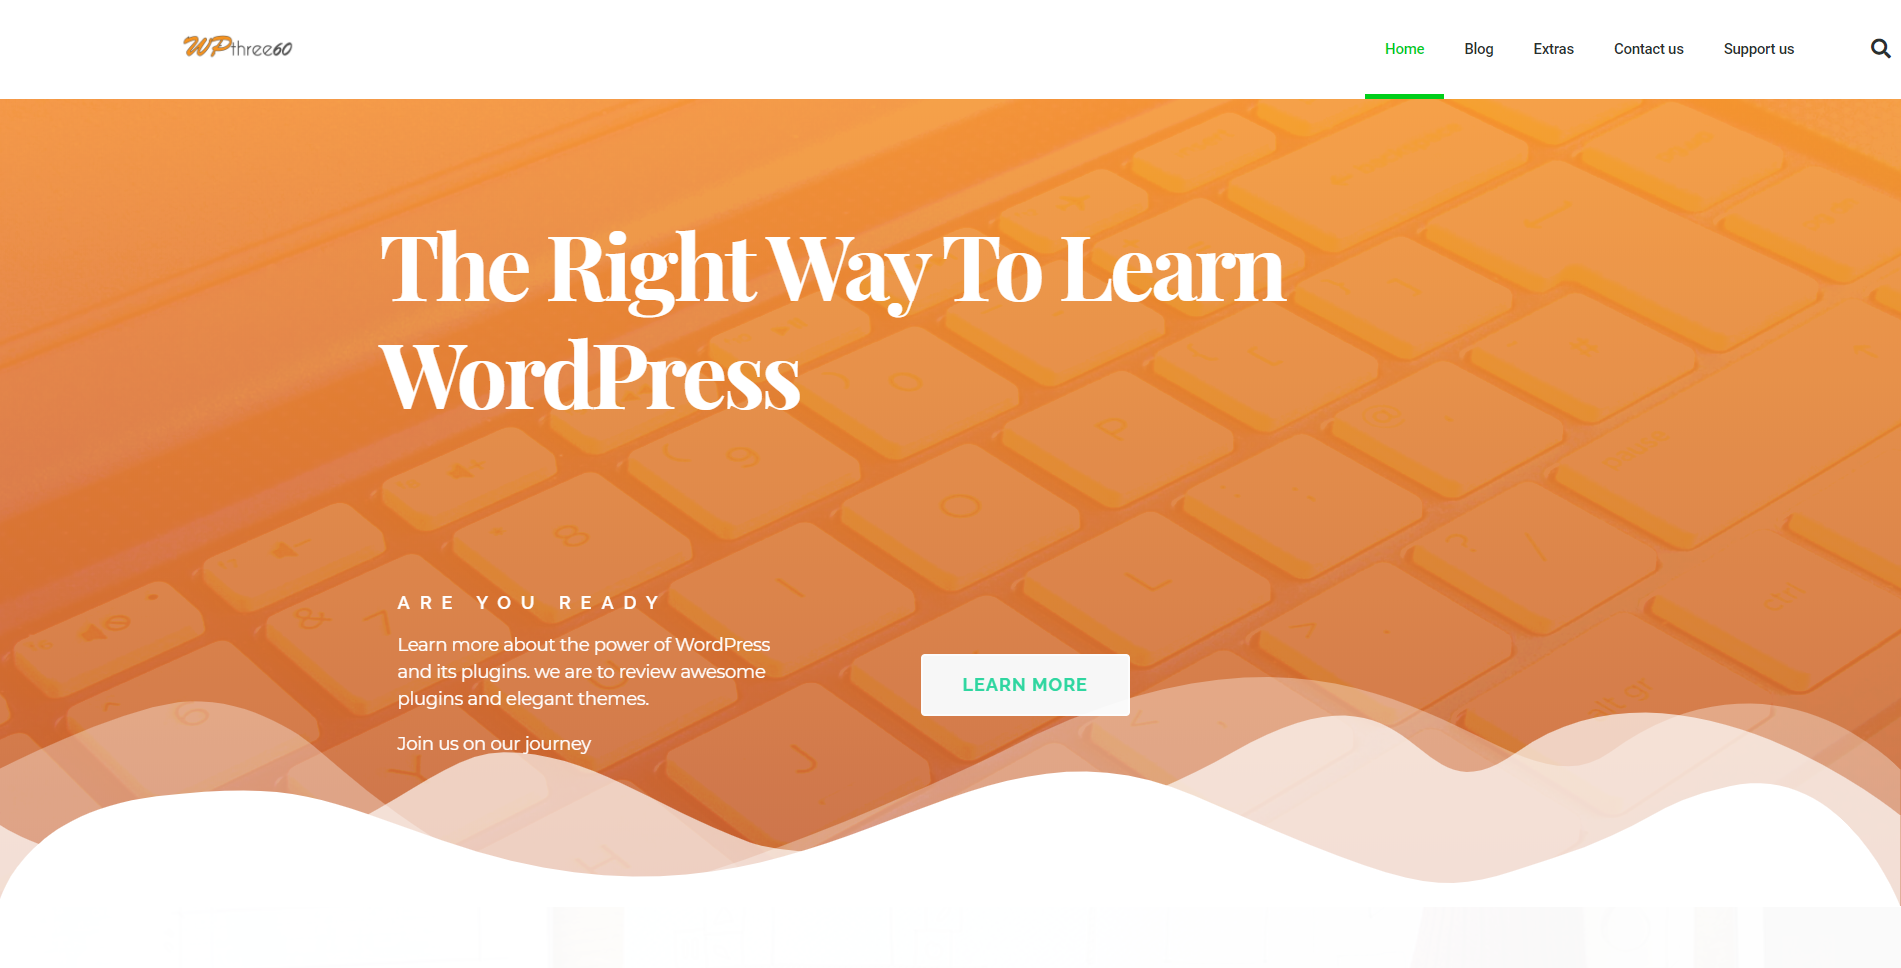 WPthree60
Home Blog Extras Contact us Support us
The Right Way To Learn
WordPress
ARE YOU READY
Learn more about the power of WordPress
and its plugins. we are to review awesome
plugins and elegant themes.
Join us on our journey
LEARN MORE